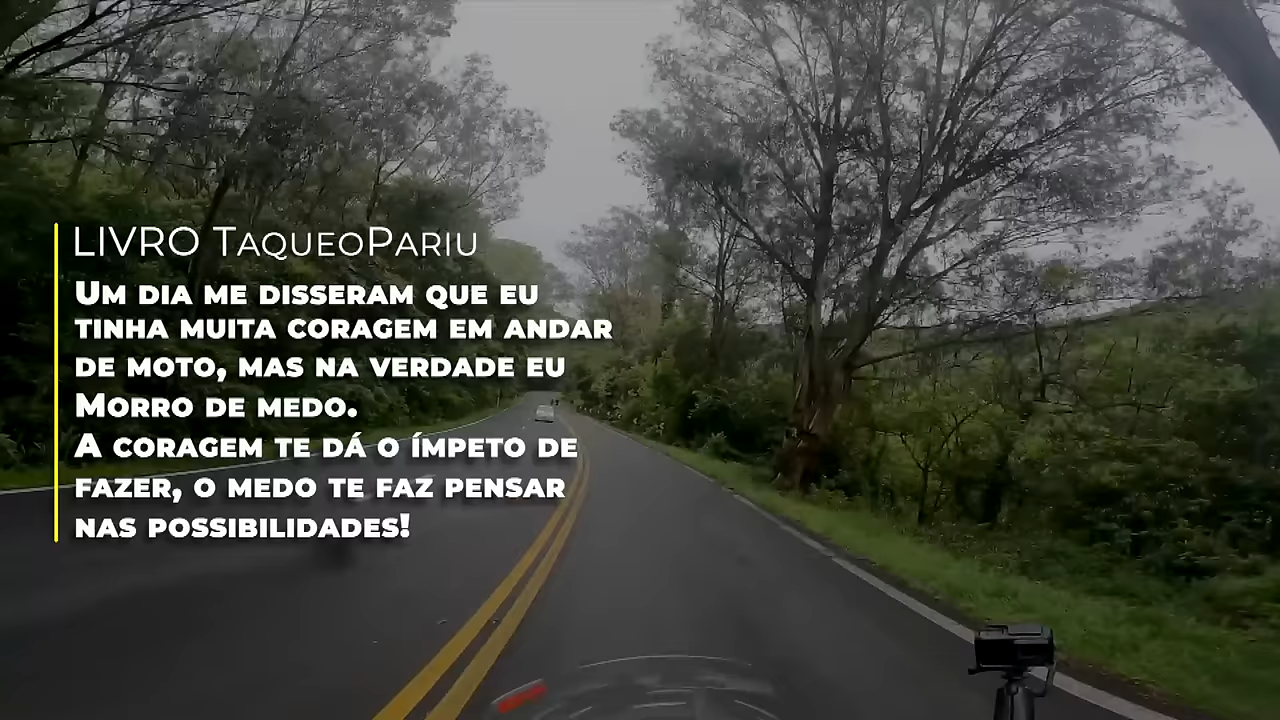 LIVRO TaqueoPariu
Um dia me disseram que eu
tinha muita coragem em andar
de moto, mas na verdade eu
Morro de medo.
A coragem te dá o ímpeto de
fazer, o medo te faz pensar
nas possibilidades!